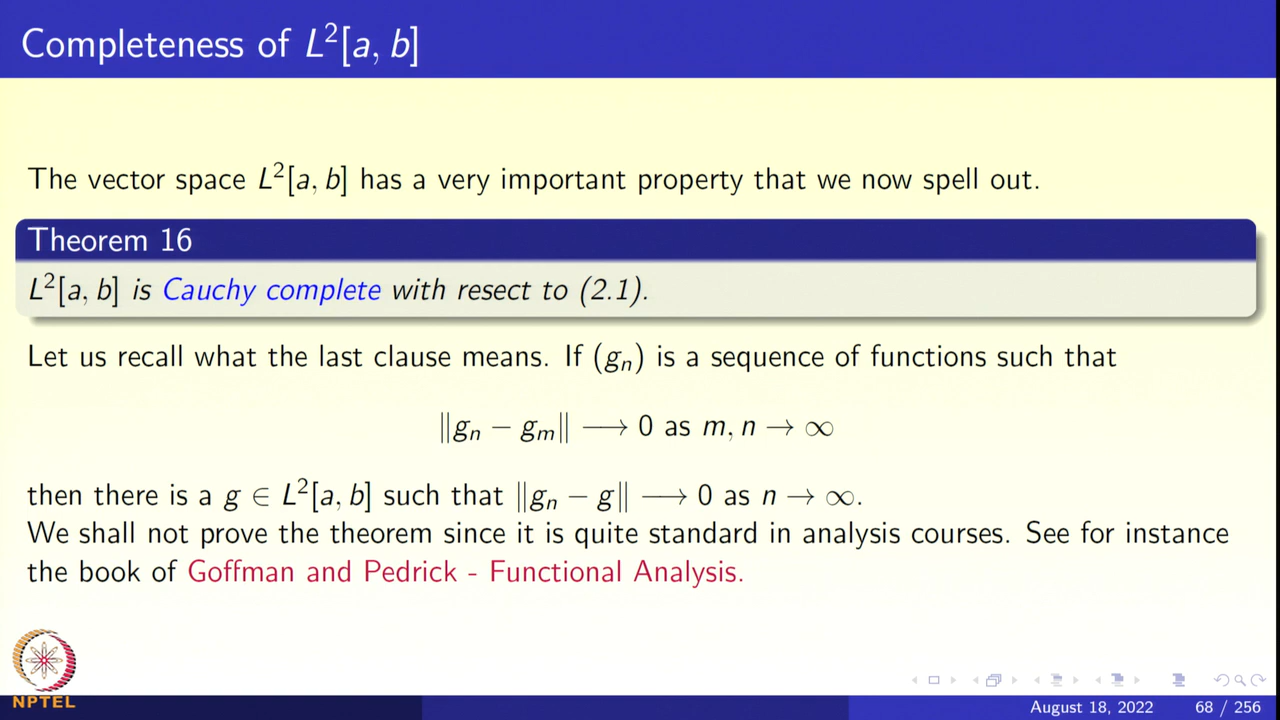 Completeness of L²[a, b]
The vector space L²[a, b] has a very important property that we now spell out.
Theorem 16
L²[a, b] is Cauchy complete with resect to (2.1).
Let us recall what the last clause means. If (gₙ) is a sequence of functions such that
‖gₙ − gₘ‖ ⟶ 0 as m, n → ∞
then there is a g ∈ L²[a, b] such that ‖gₙ − g‖ ⟶ 0 as n → ∞.
We shall not prove the theorem since it is quite standard in analysis courses. See for instance
the book of Goffman and Pedrick - Functional Analysis.
NPTEL
August 18, 2022 68 / 256